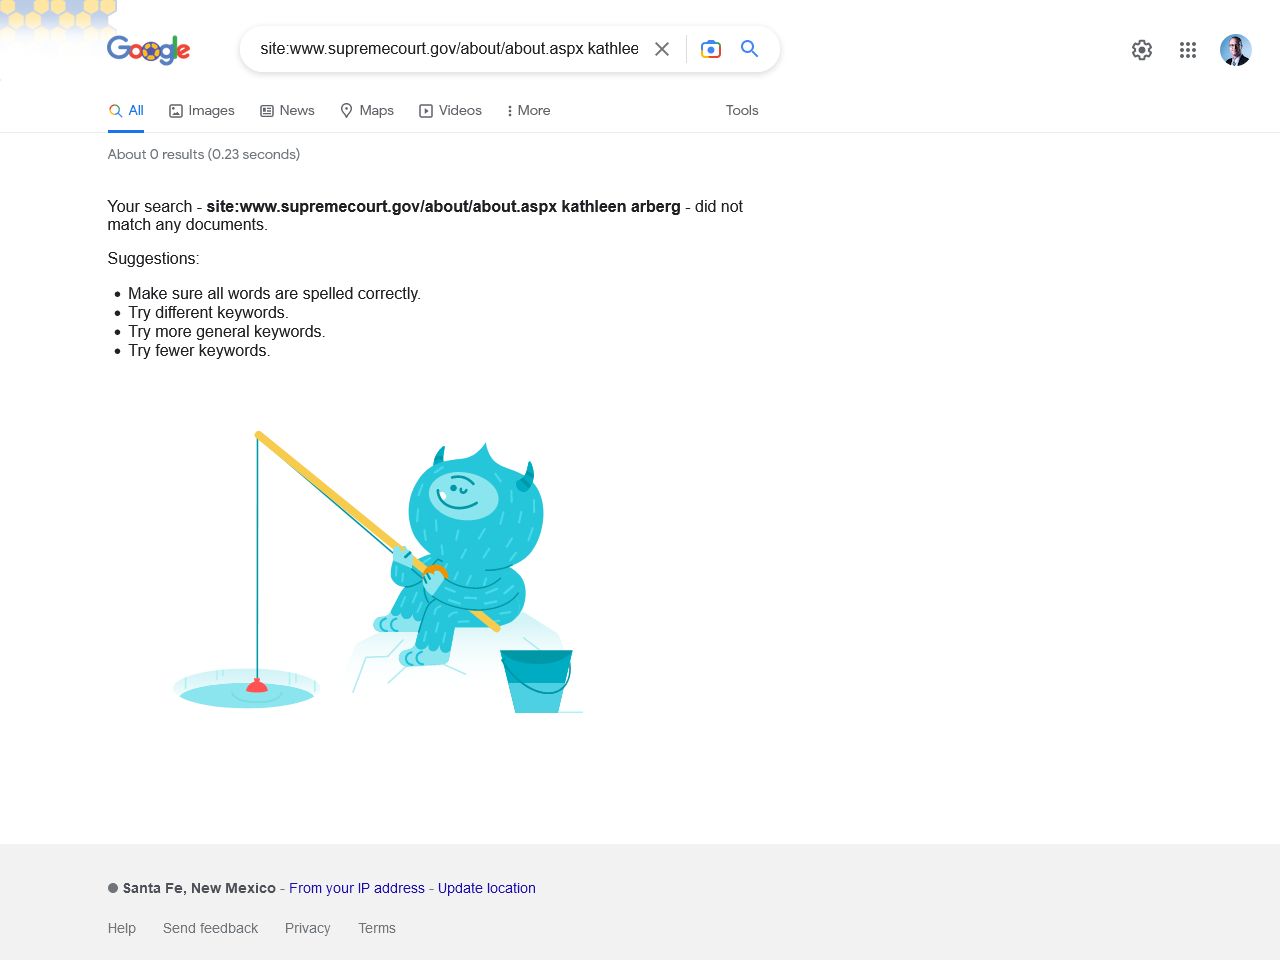 Google
site:www.supremecourt.gov/about/about.aspx kathlee
All
Images
News
Maps
Videos
More
Tools
About 0 results (0.23 seconds)
Your search - site:www.supremecourt.gov/about/about.aspx kathleen arberg - did not
match any documents.
Suggestions:
Make sure all words are spelled correctly.
Try different keywords.
Try more general keywords.
Try fewer keywords.
Santa Fe, New Mexico - From your IP address - Update location
Help
Send feedback
Privacy
Terms